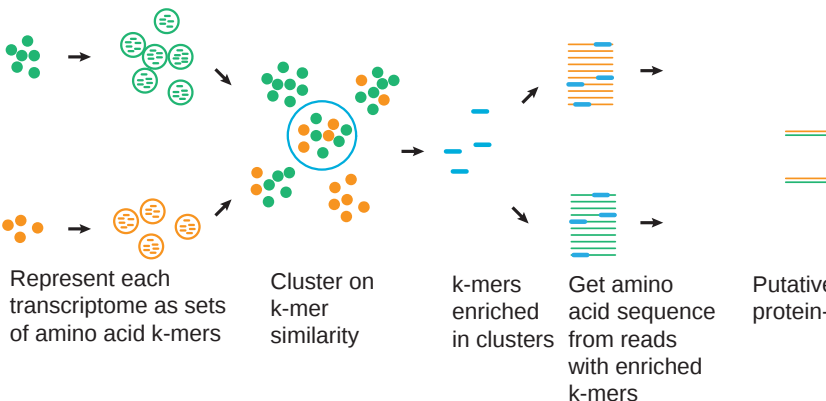 Represent each
transcriptome as sets
of amino acid k-mers
Cluster on
k-mer
similarity
k-mers
enriched
in clusters
Get amino
acid sequence
from reads
with enriched
k-mers
Putative
protein-